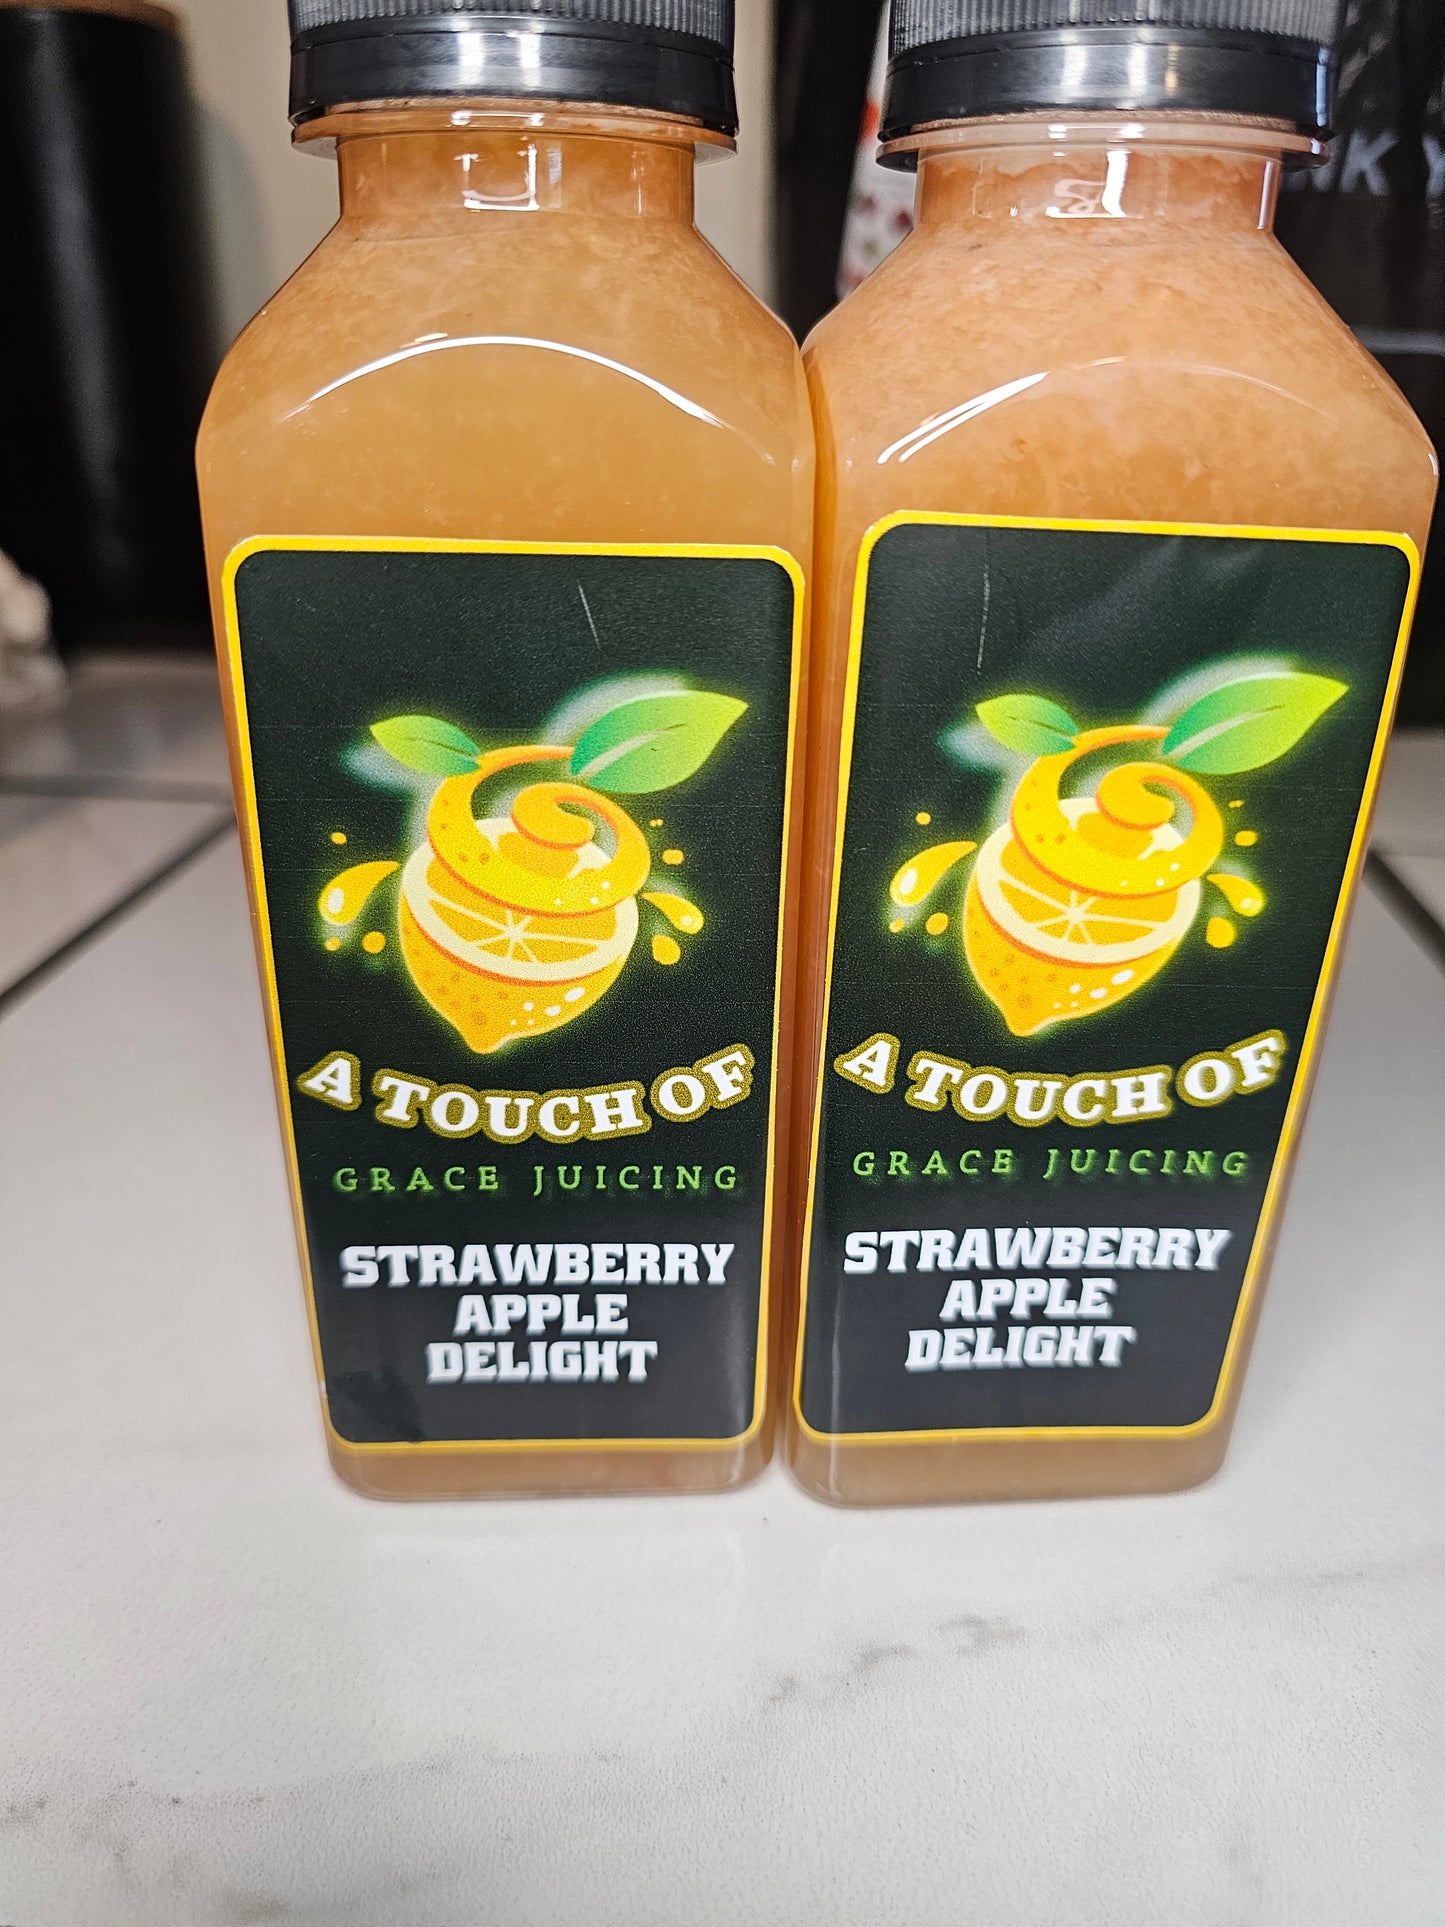 A TOUCH OF
GRACE JUICING
STRAWBERRY
APPLE
DELIGHT
A TOUCH OF
GRACE JUICING
STRAWBERRY
APPLE
DELIGHT